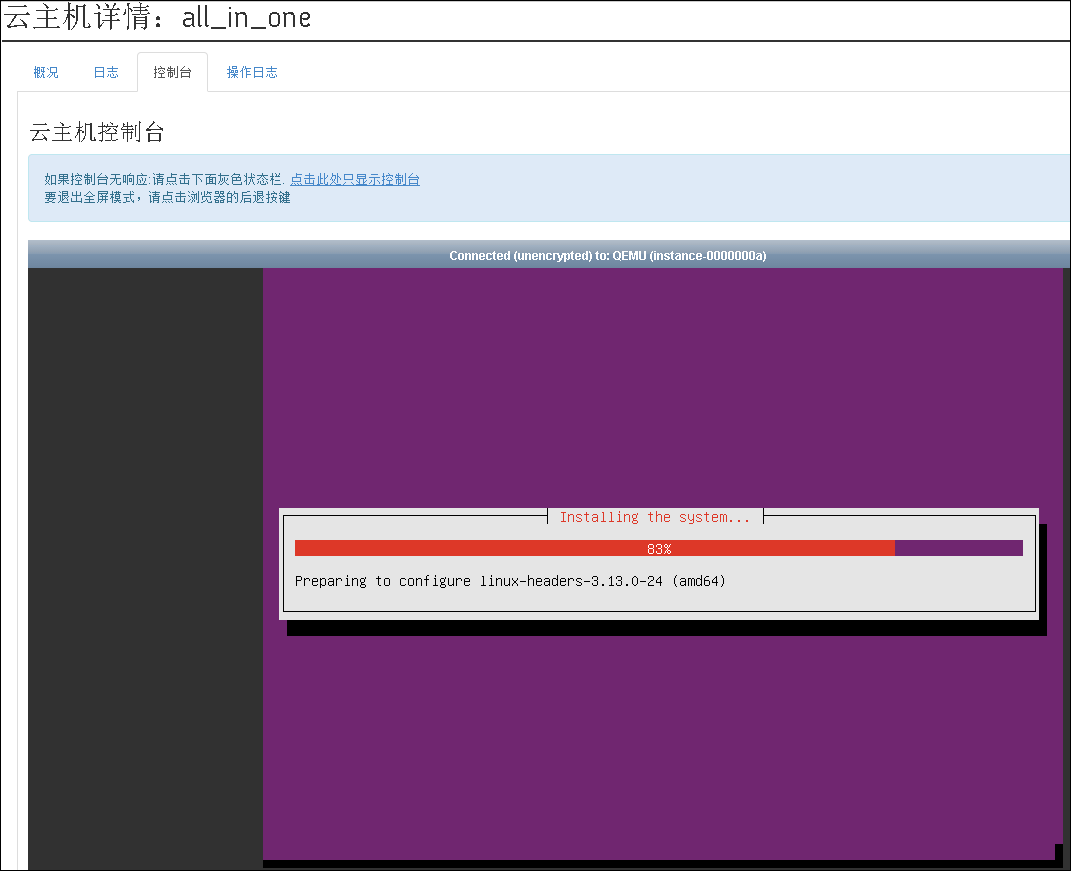 云主机详情：all_in_one
概况 日志 控制台 操作日志
云主机控制台
如果控制台无响应:请点击下面灰色状态栏. 点击此处只显示控制台
要退出全屏模式，请点击浏览器的后退按键
Connected (unencrypted) to: QEMU (instance-0000000a)
Installing the system...
83%
Preparing to configure linux-headers-3.13.0-24 (amd64)